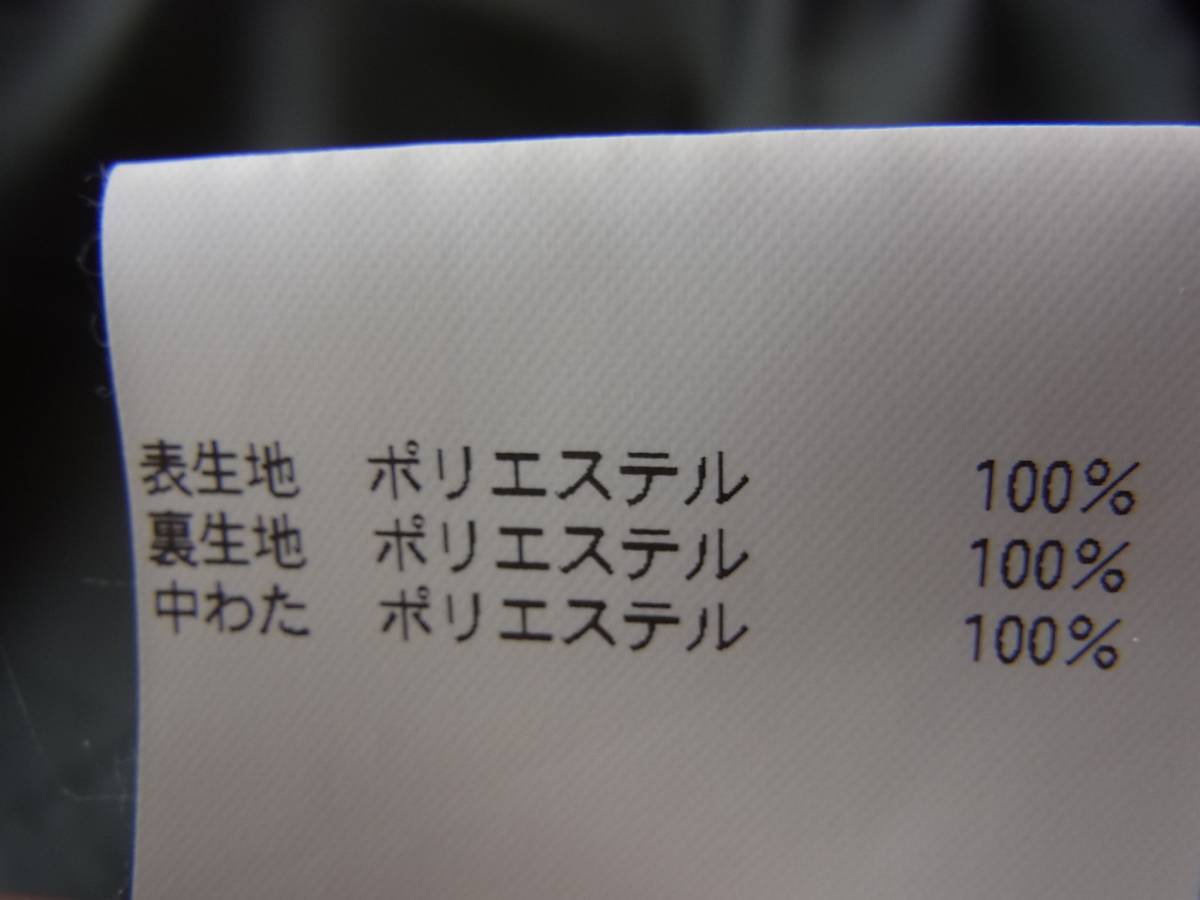 表生地 ポリエステル 100%
裏生地 ポリエステル 100%
中わた ポリエステル 100%